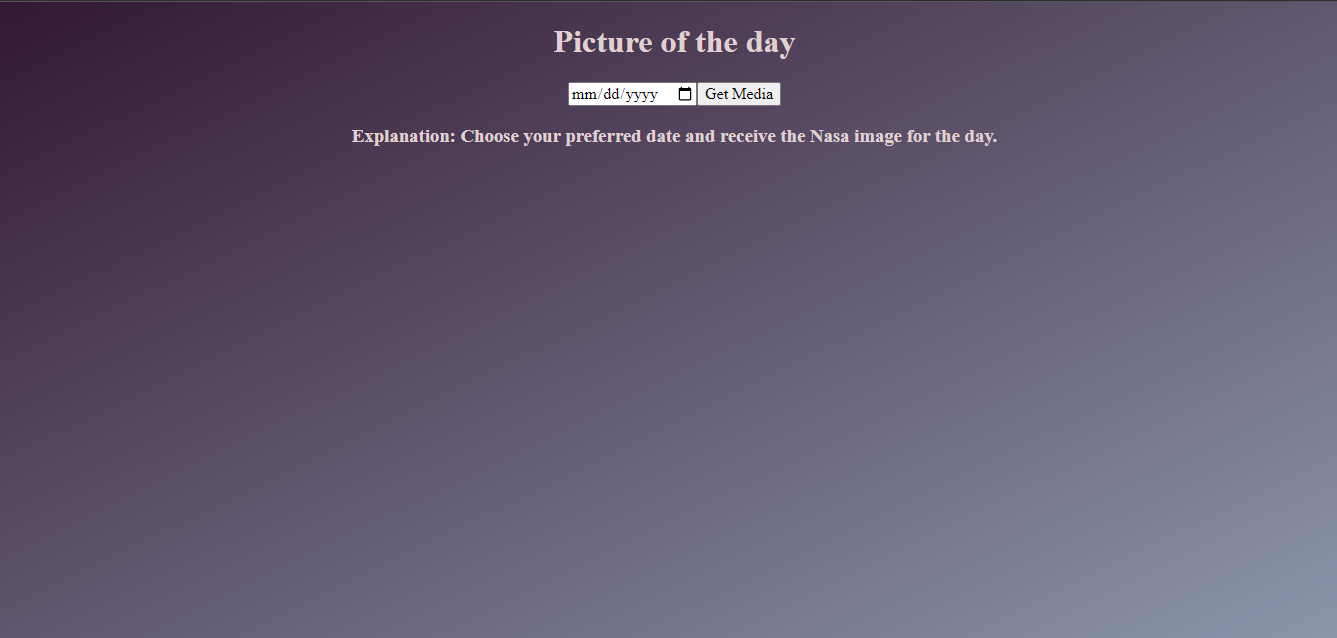 Picture of the day
mm/dd/yyyy Get Media
Explanation: Choose your preferred date and receive the Nasa image for the day.